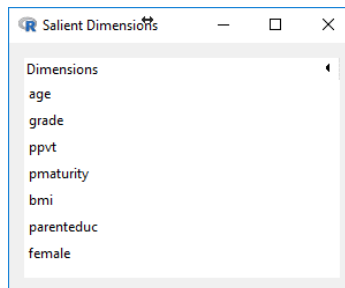 Salient Dimensions
Dimensions
age
grade
ppvt
pmaturity
bmi
parenteduc
female